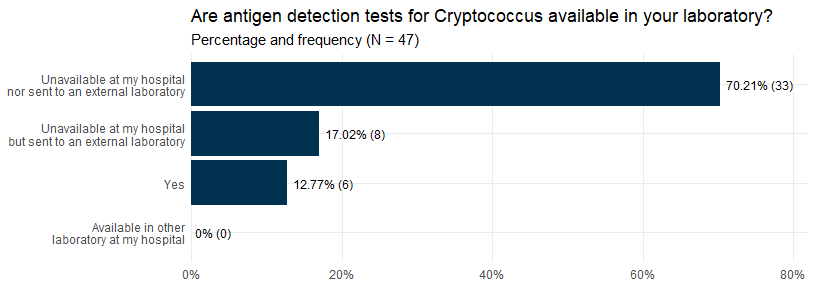 Are antigen detection tests for Cryptococcus available in your laboratory?
Percentage and frequency (N = 47)
Unavailable at my hospital
nor sent to an external laboratory
70.21% (33)
Unavailable at my hospital
but sent to an external laboratory
17.02% (8)
Yes
12.77% (6)
Available in other
laboratory at my hospital
0% (0)
0%
20%
40%
60%
80%